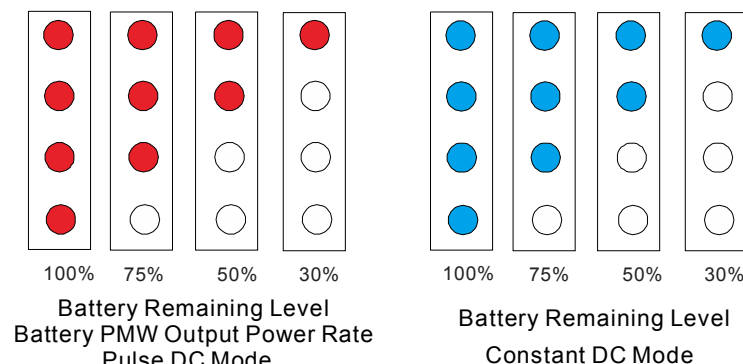 100% 75% 50% 30%
Battery Remaining Level
Battery PMW Output Power Rate
Pulse DC Mode
100% 75% 50% 30%
Battery Remaining Level
Constant DC Mode